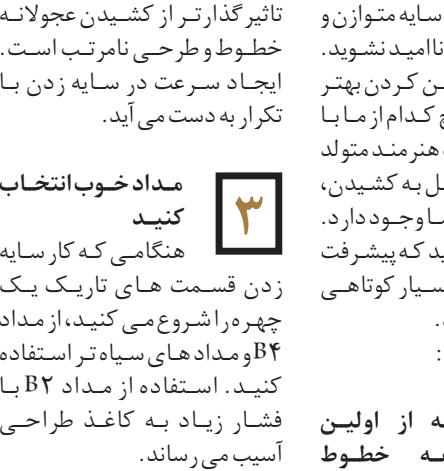 سایه متوازن و
ناامید نشوید.
کردن بهتر
کدام از ما با
هنرمند متولد
به کشیدن،
وجود دارد.
که پیشرفت
کوتاهی
:
از اولین
خطوط
تاثیرگذارتر از کشیدن عجولانه
خطوط و طرحی نامرتب است.
ایجاد سرعت در سایه زدن با
تکرار به دست می آید.
۳
مداد خوب انتخاب
کنید
هنگامی که کار سایه
زدن قسمت های تاریک یک
چهره را شروع می کنید، از مداد
B۴ و مدادهای سیاه تر استفاده
کنید. استفاده از مداد B۲ با
فشار زیاد به کاغذ طراحی
آسیب می رساند.